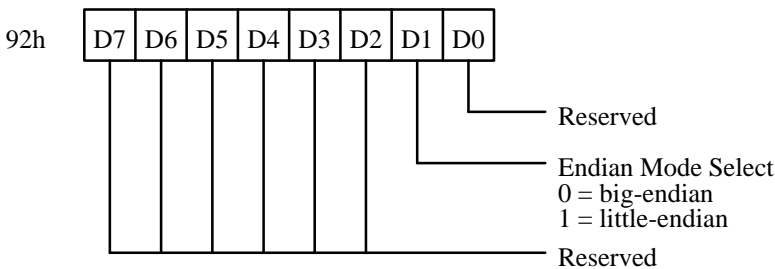 92h D7 D6 D5 D4 D3 D2 D1 D0
Reserved
Endian Mode Select
0 = big-endian
1 = little-endian
Reserved